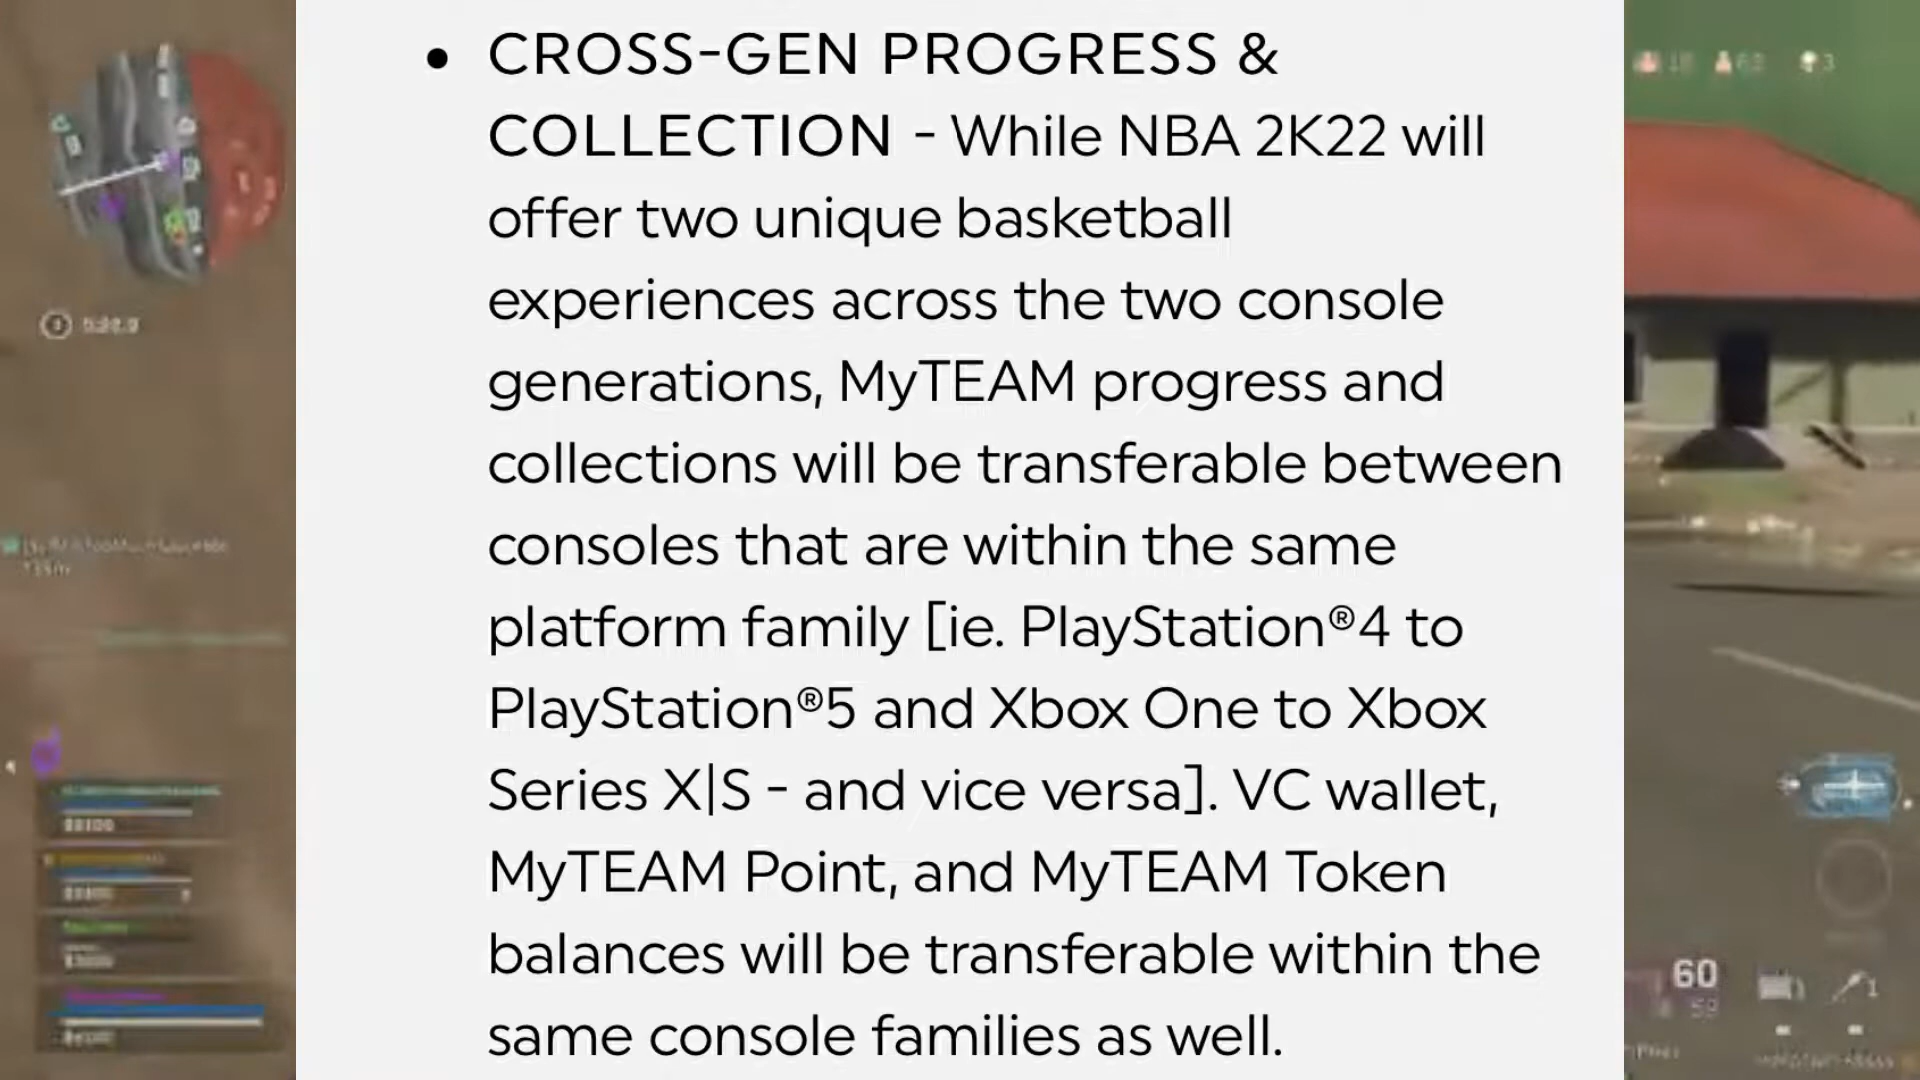 • CROSS-GEN PROGRESS &
COLLECTION - While NBA 2K22 will
offer two unique basketball
experiences across the two console
generations, MyTEAM progress and
collections will be transferable between
consoles that are within the same
platform family [ie. PlayStation®4 to
PlayStation®5 and Xbox One to Xbox
Series X|S - and vice versa]. VC wallet,
MyTEAM Point, and MyTEAM Token
balances will be transferable within the
same console families as well.
3
60
59
1